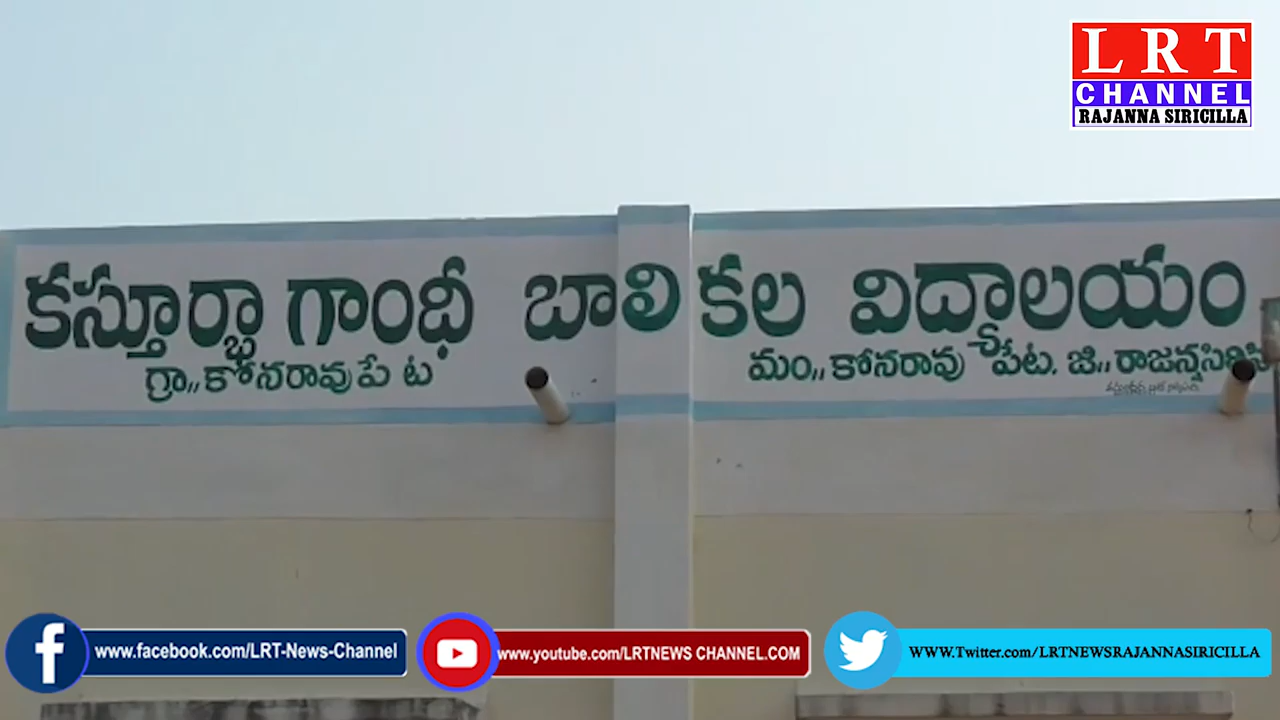 LRT
CHANNEL
RAJANNA SIRICILLA
కస్తూర్భా గాంధీ బాలికల విద్యాలయం
గ్రా,, కోనరావుపేట మం,, కోనరావుపేట. జి,, రాజన్నసిరిసి
www.facebook.com/LRT-News-Channel
www.youtube.com/LRTNEWS CHANNEL.COM
WWW.Twitter.com/LRTNEWSRAJANNASIRICILLA